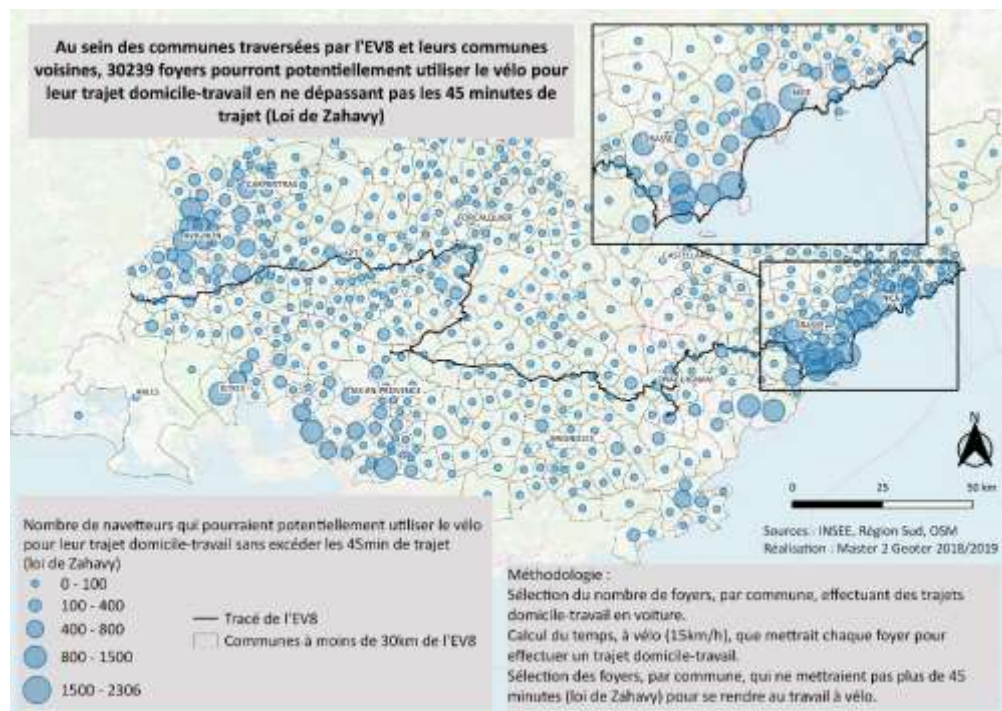 Au sein des communes traversées par l'EV8 et leurs communes
voisines, 30239 foyers pourront potentiellement utiliser le vélo pour
leur trajet domicile-travail en ne dépassant pas les 45 minutes de
trajet (Loi de Zahavy)
NICE
GRASSE
CARPENTRAS
FORCALQUIER
AVIGNON
CASTELLANE
NICE
GRASSE
DRAGUIGNAN
ARLES
ISTRES
AIX-EN-PROVENCE
BRIGNOLES
N
0 25 50 km
Sources : INSEE, Région Sud, OSM
Réalisation : Master 2 Geoter 2018/2019
Nombre de navetteurs qui pourraient potentiellement utiliser le vélo
pour leur trajet domicile-travail sans excéder les 45min de trajet
(loi de Zahavy)
0 - 100
100 - 400
400 - 800
800 - 1500
1500 - 2306
Tracé de l'EV8
Communes à moins de 30km de l'EV8
Méthodologie :
Sélection du nombre de foyers, par commune, effectuant des trajets
domicile-travail en voiture.
Calcul du temps, à vélo (15km/h), que mettrait chaque foyer pour
effectuer un trajet domicile-travail.
Sélection des foyers, par commune, qui ne mettraient pas plus de 45
minutes (loi de Zahavy) pour se rendre au travail à vélo.